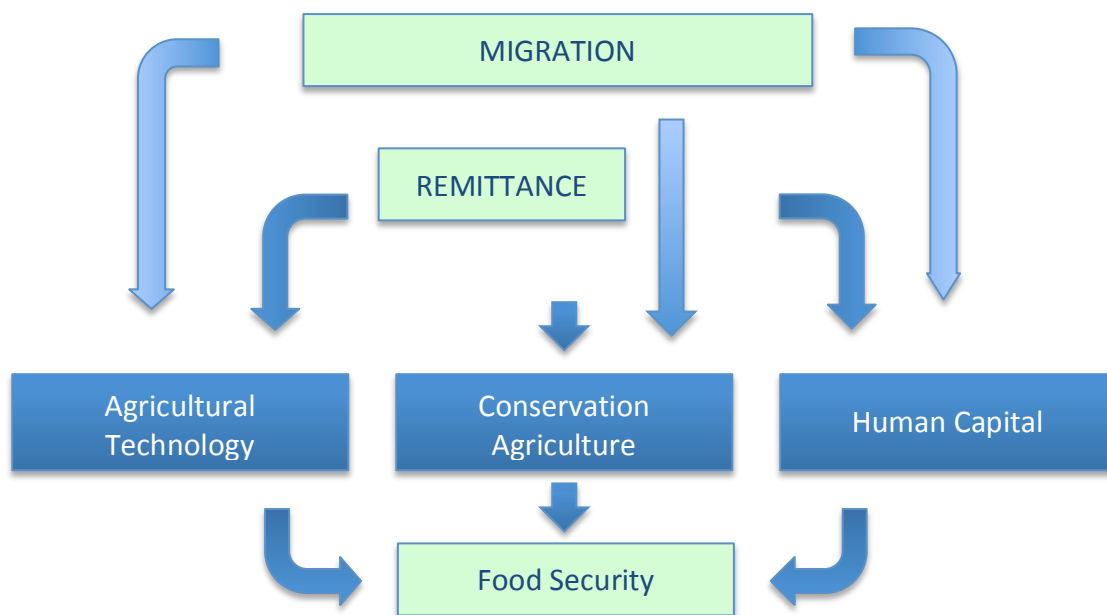 MIGRATION
REMITTANCE
Agricultural
Technology
Conservation
Agriculture
Human Capital
Food Security